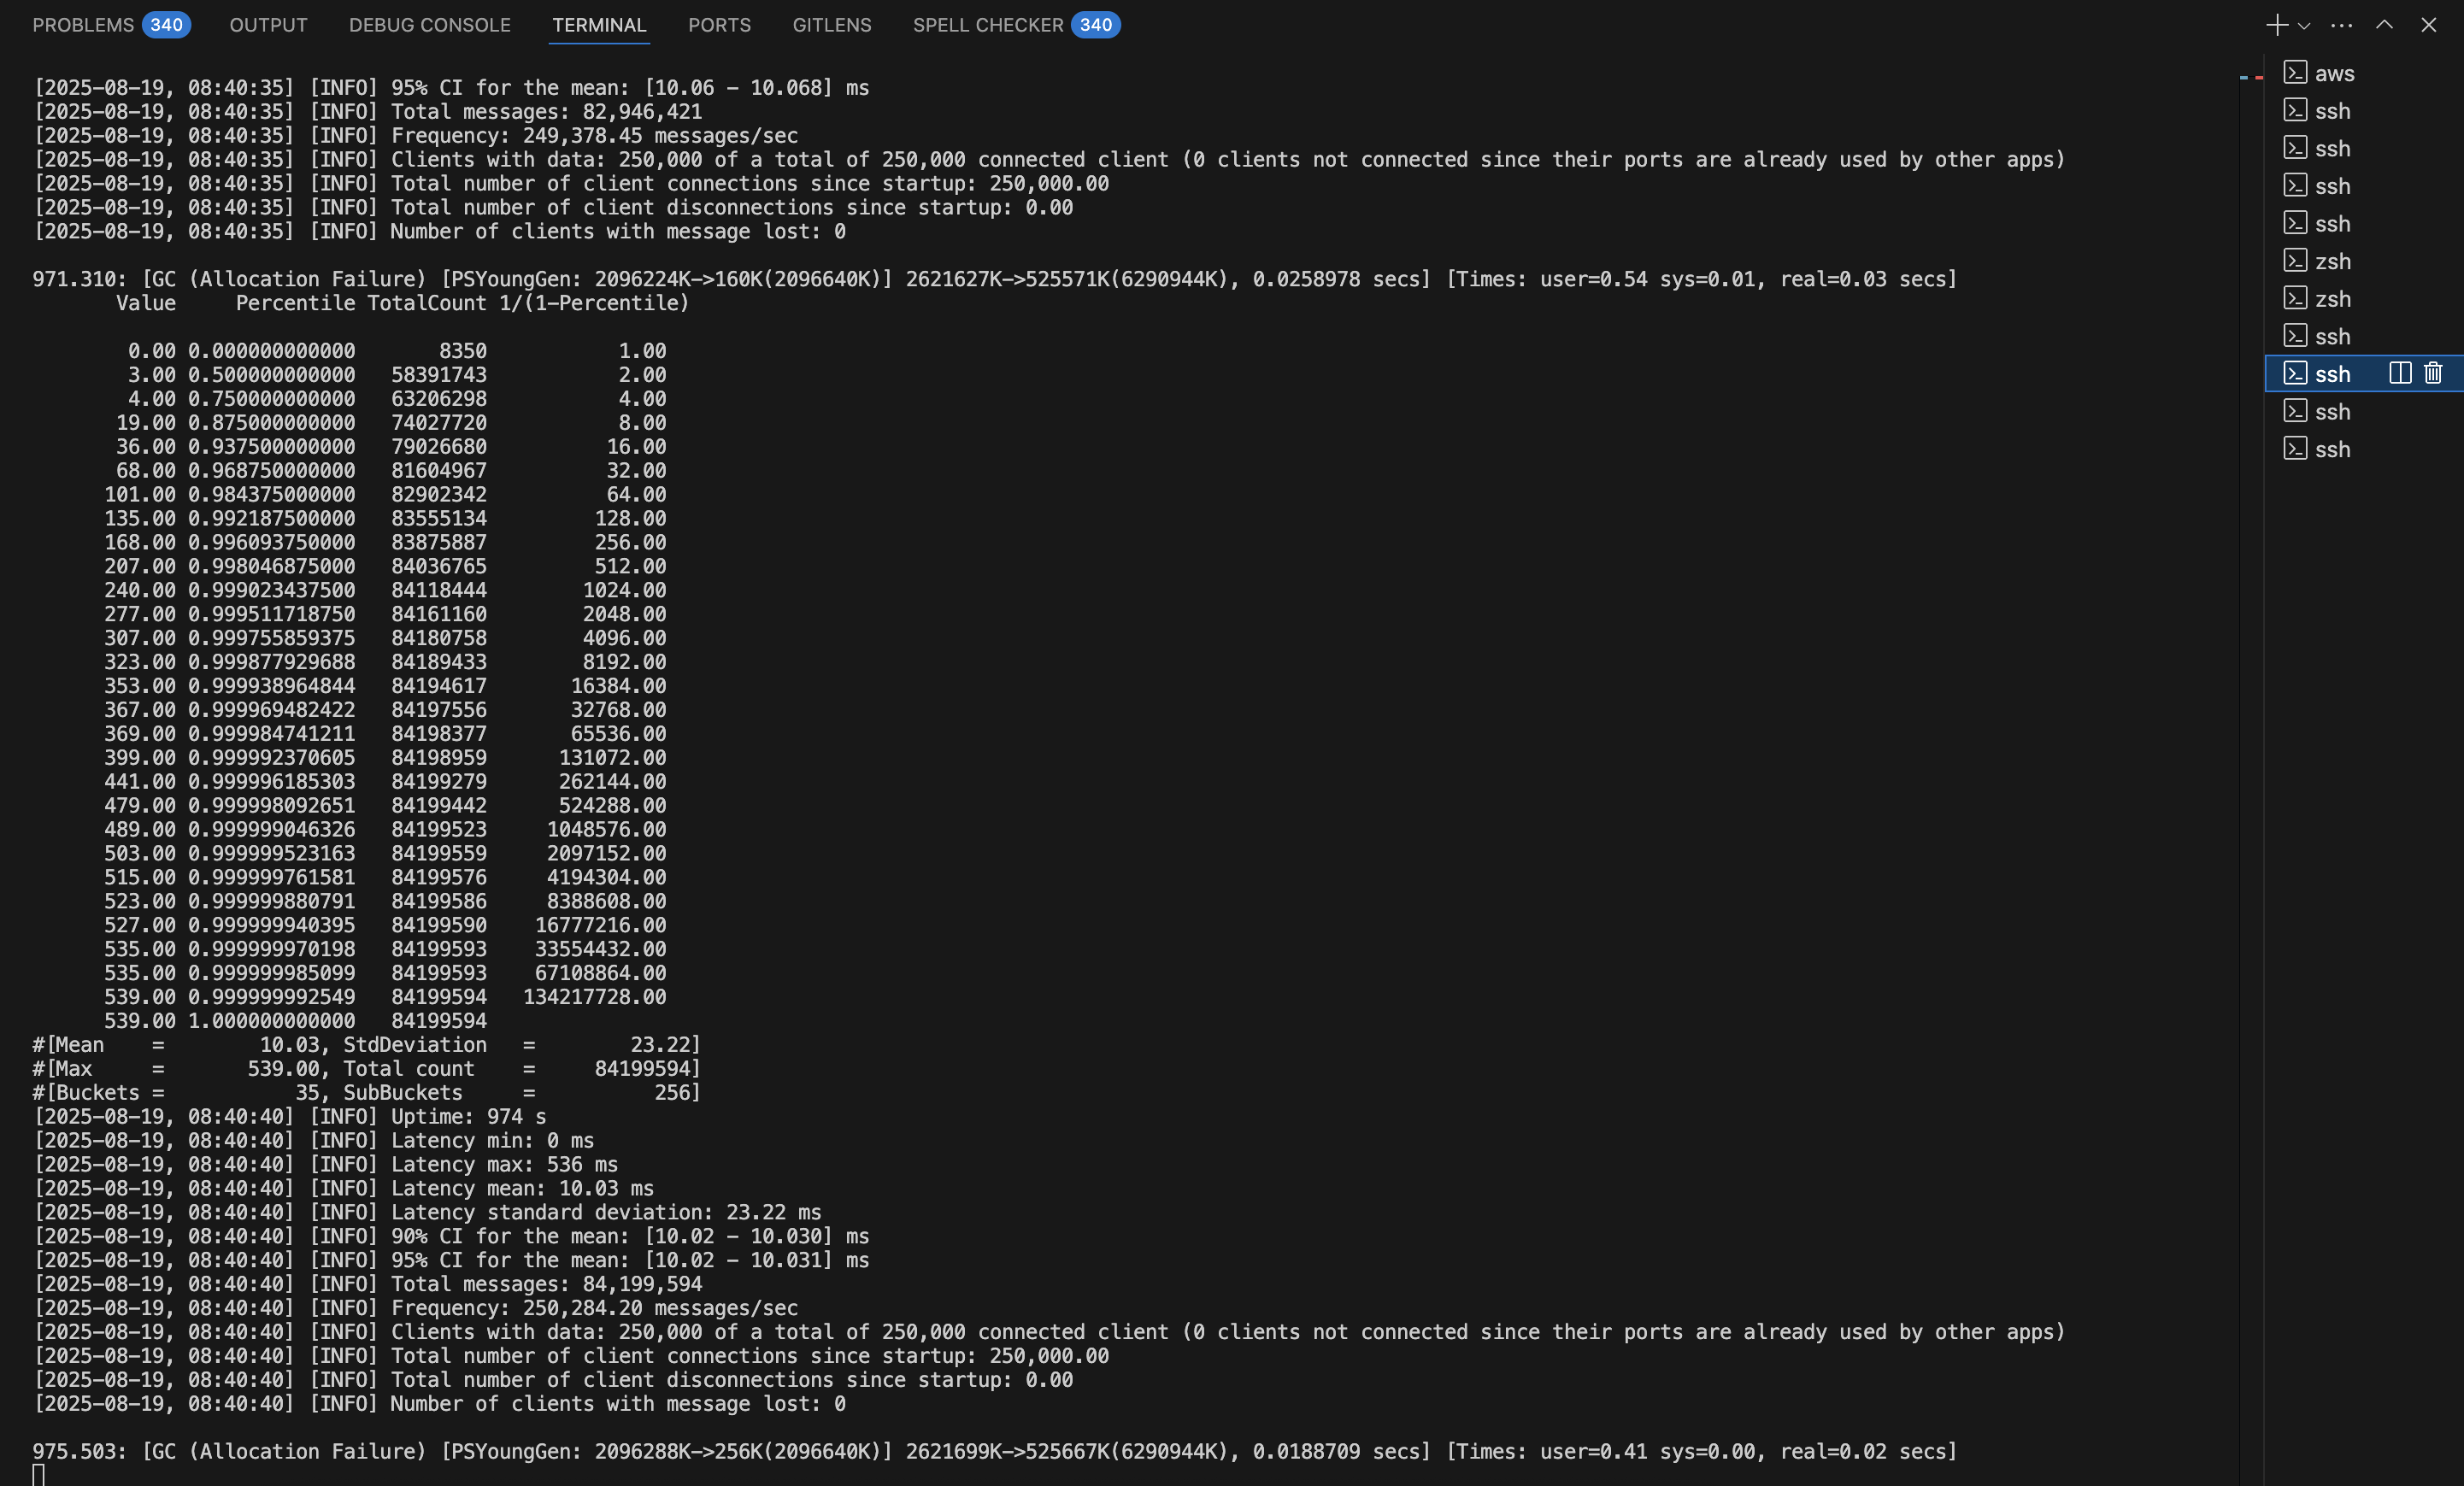 PROBLEMS 340 OUTPUT DEBUG CONSOLE TERMINAL PORTS GITLENS SPELL CHECKER 340
[2025-08-19, 08:40:35] [INFO] 95% CI for the mean: [10.06 - 10.068] ms
[2025-08-19, 08:40:35] [INFO] Total messages: 82,946,421
[2025-08-19, 08:40:35] [INFO] Frequency: 249,378.45 messages/sec
[2025-08-19, 08:40:35] [INFO] Clients with data: 250,000 of a total of 250,000 connected client (0 clients not connected since their ports are already used by other apps)
[2025-08-19, 08:40:35] [INFO] Total number of client connections since startup: 250,000.00
[2025-08-19, 08:40:35] [INFO] Total number of client disconnections since startup: 0.00
[2025-08-19, 08:40:35] [INFO] Number of clients with message lost: 0
971.310: [GC (Allocation Failure) [PSYoungGen: 2096224K->160K(2096640K)] 2621627K->525571K(6290944K), 0.0258978 secs] [Times: user=0.54 sys=0.01, real=0.03 secs]
Value Percentile TotalCount 1/(1-Percentile)
0.00 0.000000000000 8350 1.00
3.00 0.500000000000 58391743 2.00
4.00 0.750000000000 63206298 4.00
19.00 0.875000000000 74027720 8.00
36.00 0.937500000000 79026680 16.00
68.00 0.968750000000 81604967 32.00
101.00 0.984375000000 82902342 64.00
135.00 0.992187500000 83555134 128.00
168.00 0.996093750000 83875887 256.00
207.00 0.998046875000 84036765 512.00
240.00 0.999023437500 84118444 1024.00
277.00 0.999511718750 84161160 2048.00
307.00 0.999755859375 84180758 4096.00
323.00 0.999877929688 84189433 8192.00
353.00 0.999938964844 84194617 16384.00
367.00 0.999969482422 84197556 32768.00
369.00 0.999984741211 84198377 65536.00
399.00 0.999992370605 84198959 131072.00
441.00 0.999996185303 84199279 262144.00
479.00 0.999998092651 84199442 524288.00
489.00 0.999999046326 84199523 1048576.00
503.00 0.999999523163 84199559 2097152.00
515.00 0.999999761581 84199576 4194304.00
523.00 0.999999880791 84199586 8388608.00
527.00 0.999999940395 84199590 16777216.00
535.00 0.999999970198 84199593 33554432.00
535.00 0.999999985099 84199593 67108864.00
539.00 0.999999992549 84199594 134217728.00
539.00 1.000000000000 84199594
#[Mean = 10.03, StdDeviation = 23.22]
#[Max = 539.00, Total count = 84199594]
#[Buckets = 35, SubBuckets = 256]
[2025-08-19, 08:40:40] [INFO] Uptime: 974 s
[2025-08-19, 08:40:40] [INFO] Latency min: 0 ms
[2025-08-19, 08:40:40] [INFO] Latency max: 536 ms
[2025-08-19, 08:40:40] [INFO] Latency mean: 10.03 ms
[2025-08-19, 08:40:40] [INFO] Latency standard deviation: 23.22 ms
[2025-08-19, 08:40:40] [INFO] 90% CI for the mean: [10.02 - 10.030] ms
[2025-08-19, 08:40:40] [INFO] 95% CI for the mean: [10.02 - 10.031] ms
[2025-08-19, 08:40:40] [INFO] Total messages: 84,199,594
[2025-08-19, 08:40:40] [INFO] Frequency: 250,284.20 messages/sec
[2025-08-19, 08:40:40] [INFO] Clients with data: 250,000 of a total of 250,000 connected client (0 clients not connected since their ports are already used by other apps)
[2025-08-19, 08:40:40] [INFO] Total number of client connections since startup: 250,000.00
[2025-08-19, 08:40:40] [INFO] Total number of client disconnections since startup: 0.00
[2025-08-19, 08:40:40] [INFO] Number of clients with message lost: 0
975.503: [GC (Allocation Failure) [PSYoungGen: 2096288K->256K(2096640K)] 2621699K->525667K(6290944K), 0.0188709 secs] [Times: user=0.41 sys=0.00, real=0.02 secs]
aws
ssh
ssh
ssh
ssh
zsh
zsh
ssh
ssh
ssh
ssh